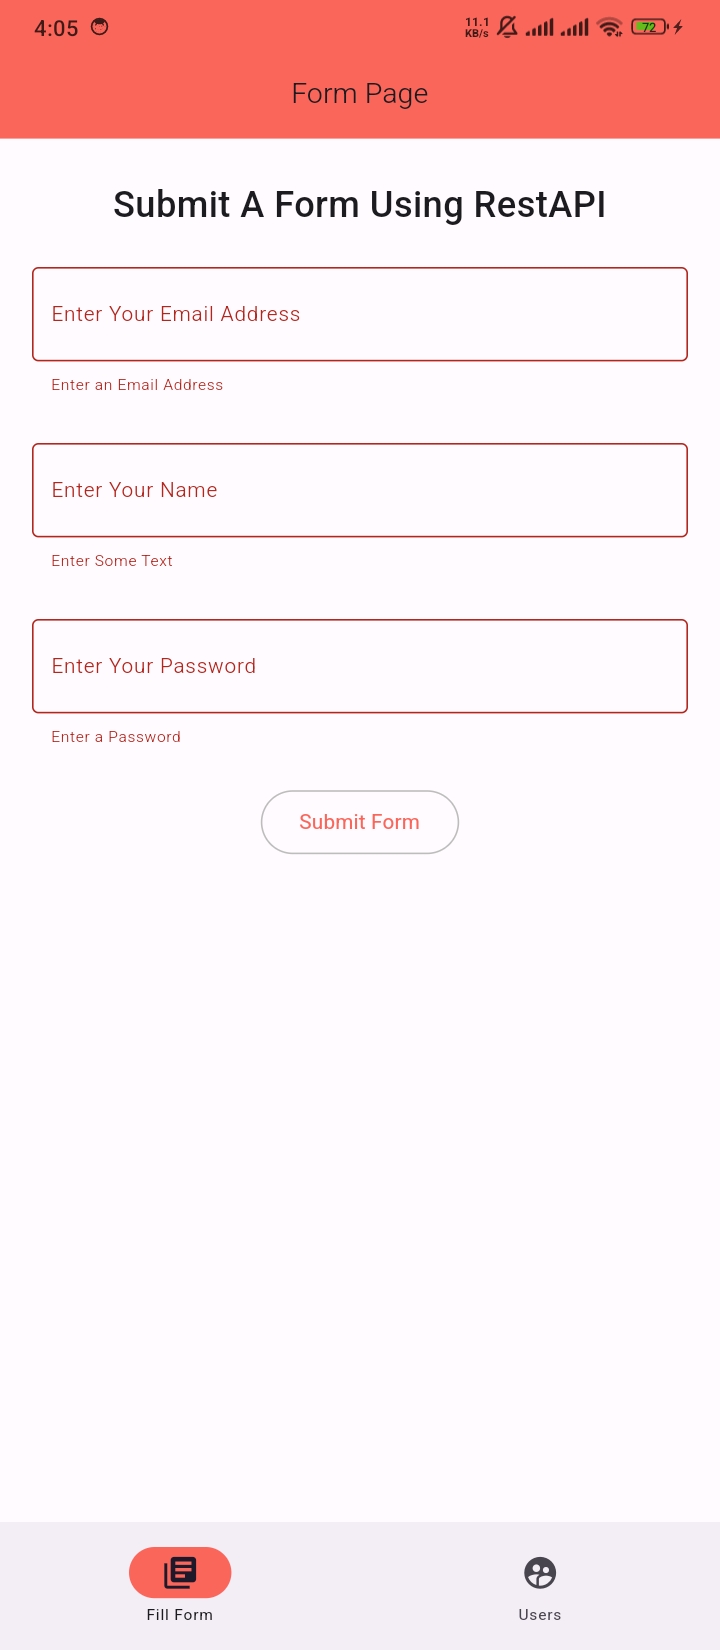 4:05
11.1
KB/s
72
Form Page
Submit A Form Using RestAPI
Enter Your Email Address
Enter an Email Address
Enter Your Name
Enter Some Text
Enter Your Password
Enter a Password
Submit Form
Fill Form
Users